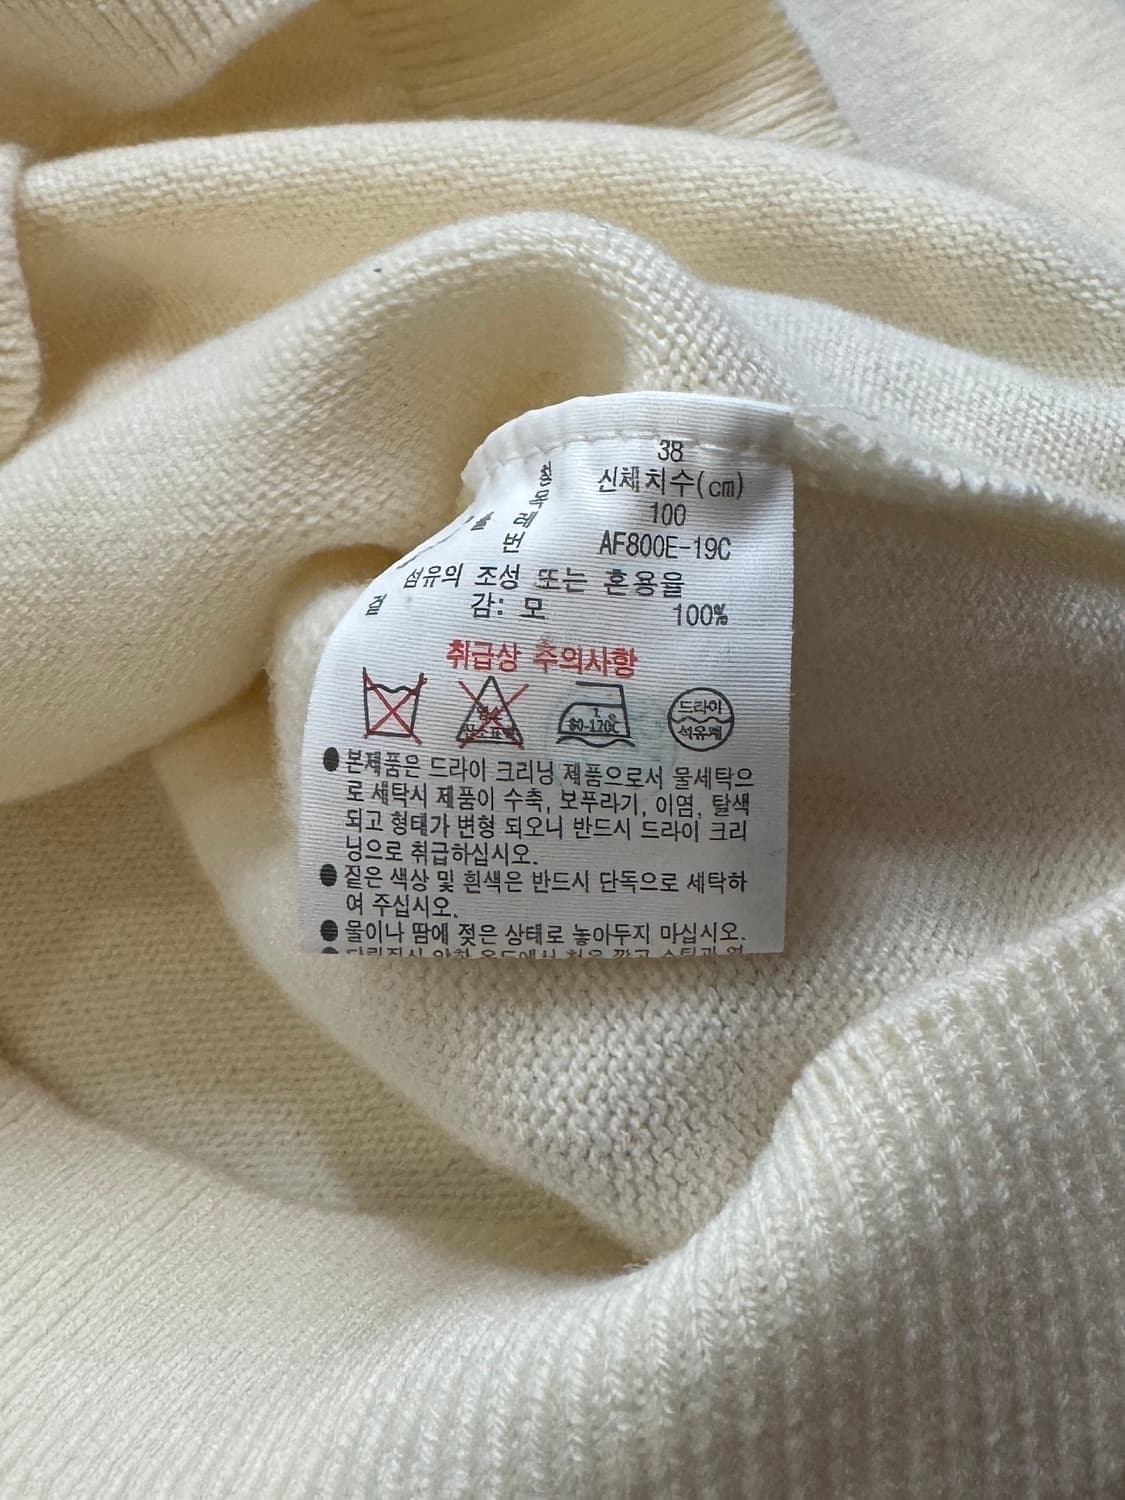 38
신체치수(cm)
100
AF800E-19C
섬유의 조성 또는 혼용율
겉 감: 모 100%
취급상 주의사항
80-120℃
드라이
석유계
●본제품은 드라이 크리닝 제품으로서 물세탁으
로 세탁시 제품이 수축, 보푸라기, 이염, 탈색
되고 형태가 변형 되오니 반드시 드라이 크리
닝으로 취급하십시오.
●짙은 색상 및 흰색은 반드시 단독으로 세탁하
여 주십시오.
●물이나 땀에 젖은 상태로 놓아두지 마십시오.